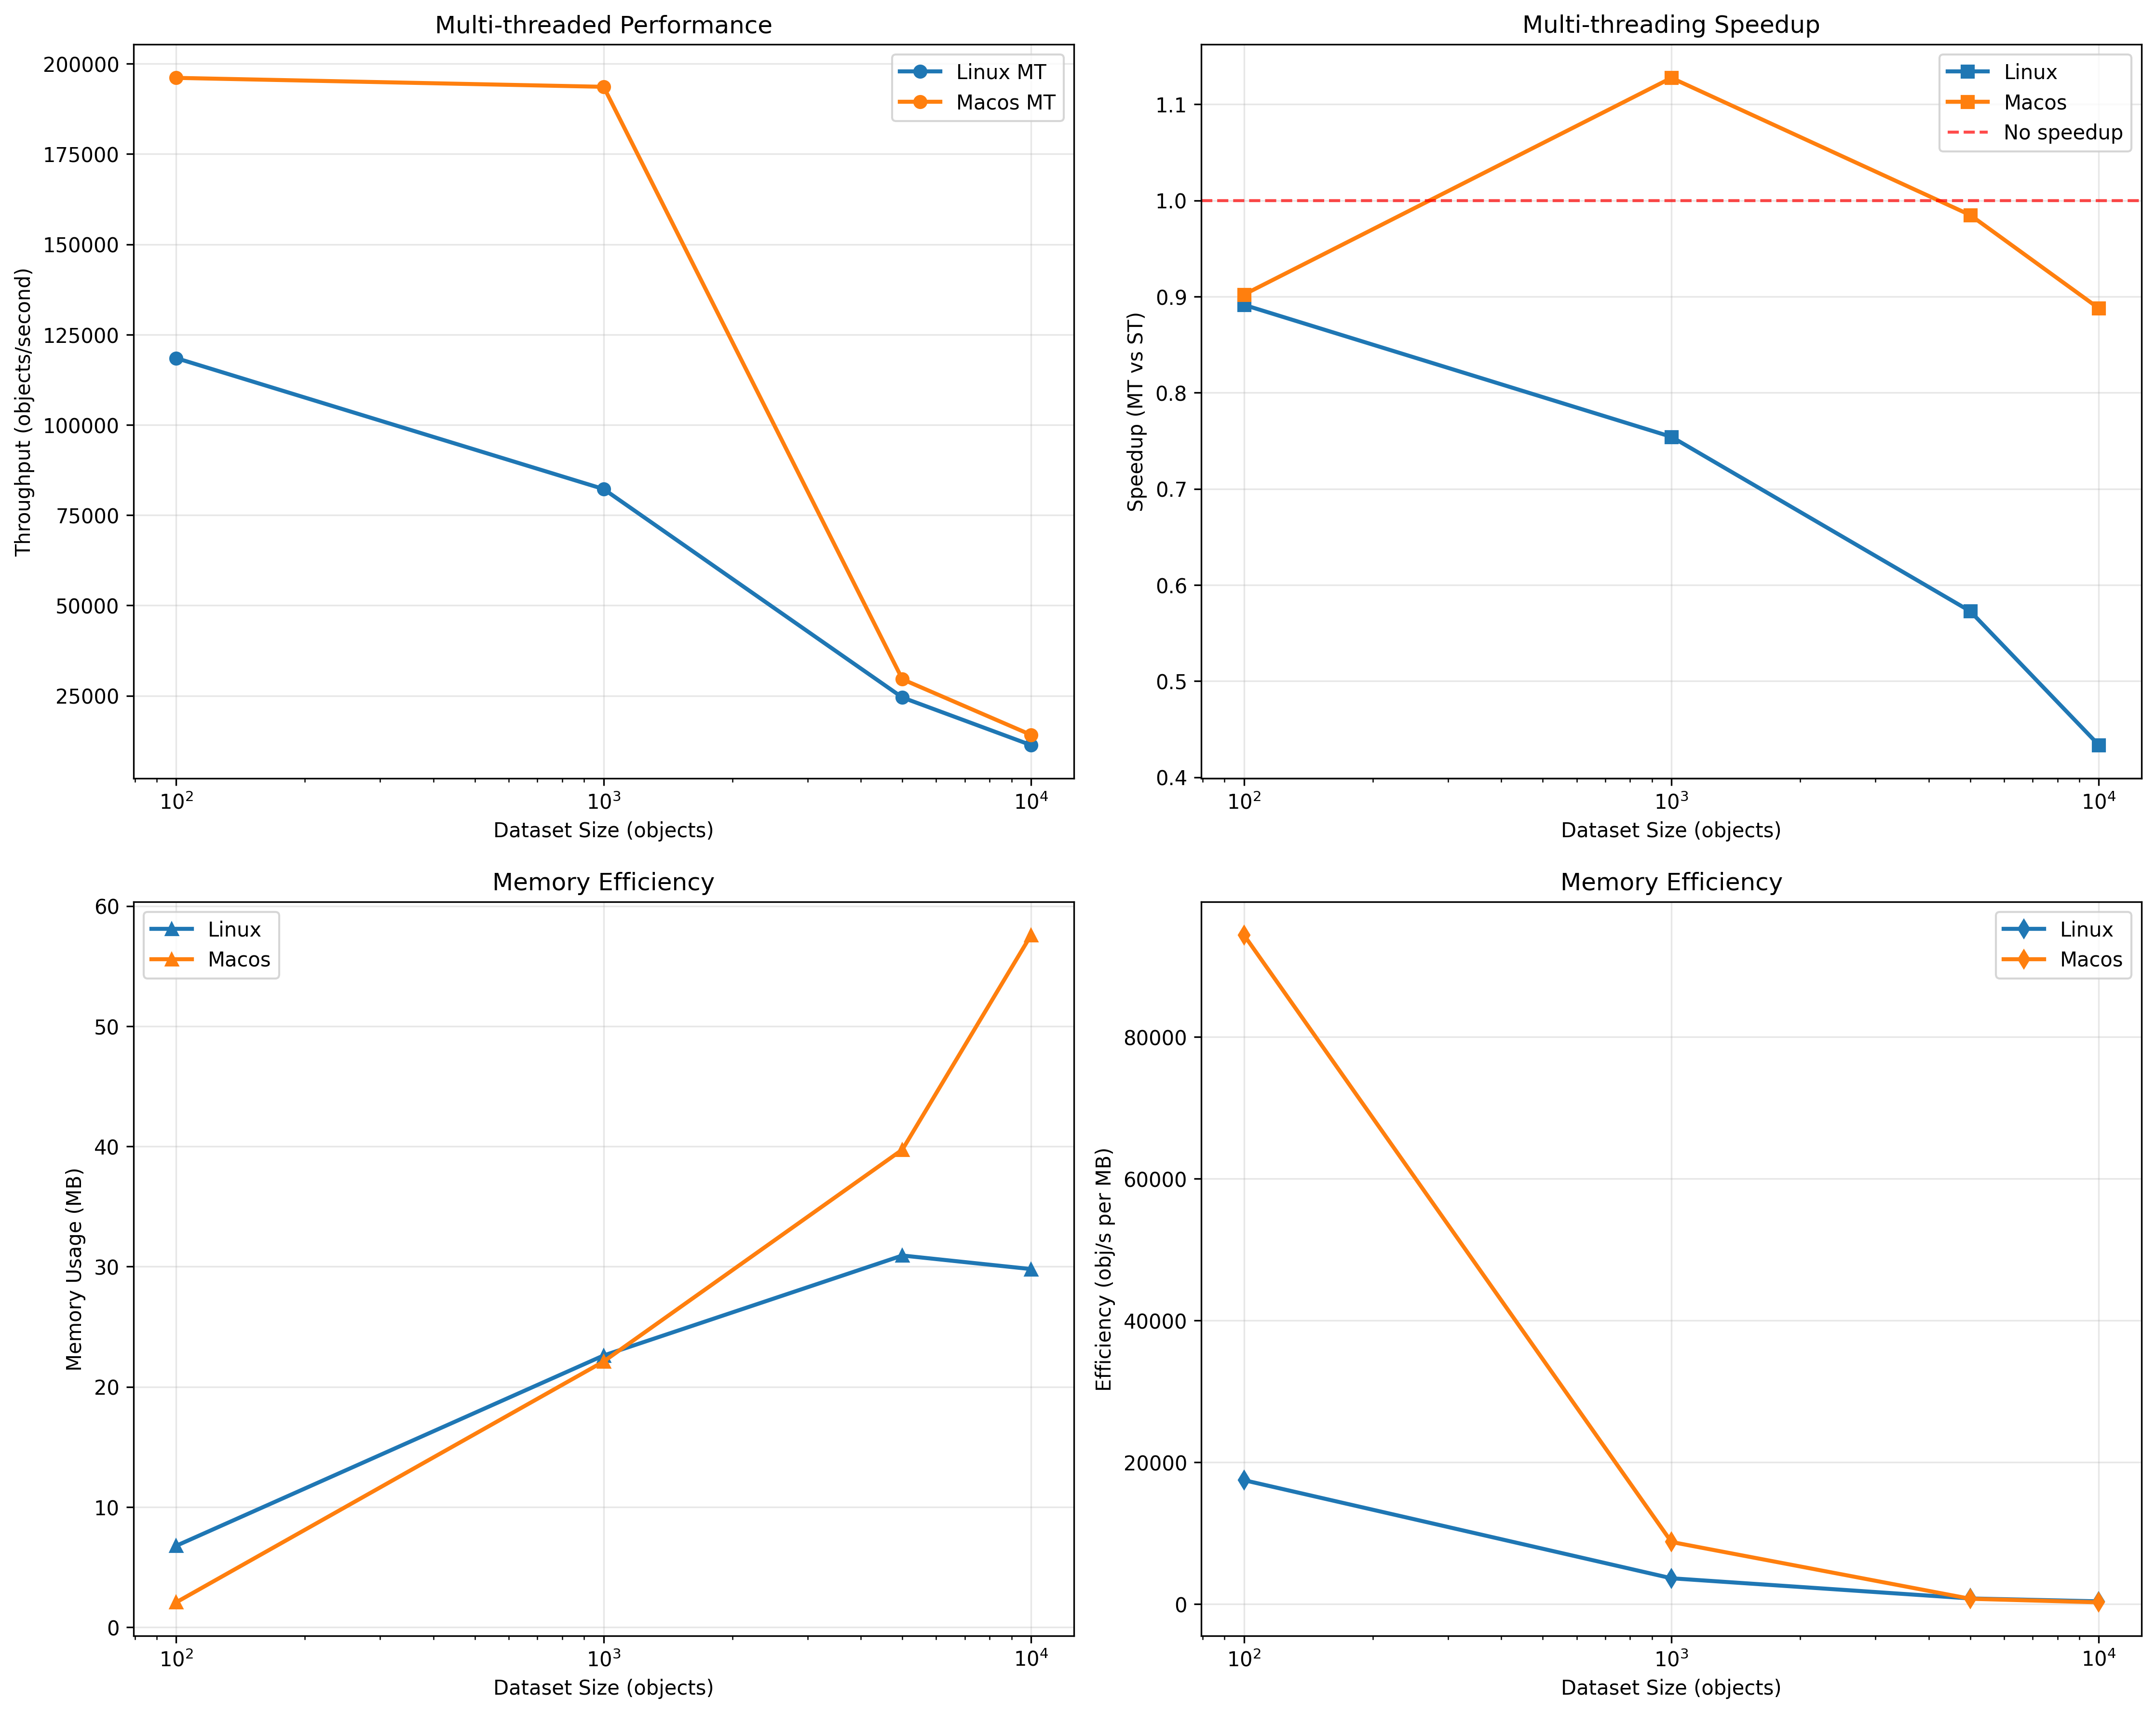 Multi-threaded Performance
Linux MT
Macos MT
200000
175000
150000
125000
100000
75000
50000
25000
Throughput (objects/second)
10²
10³
10⁴
Dataset Size (objects)
Multi-threading Speedup
Linux
Macos
No speedup
1.1
1.0
0.9
0.8
0.7
0.6
0.5
0.4
Speedup (MT vs ST)
10²
10³
10⁴
Dataset Size (objects)
Memory Efficiency
Linux
Macos
60
50
40
30
20
10
0
Memory Usage (MB)
10²
10³
10⁴
Dataset Size (objects)
Memory Efficiency
Linux
Macos
80000
60000
40000
20000
0
Efficiency (obj/s per MB)
10²
10³
10⁴
Dataset Size (objects)